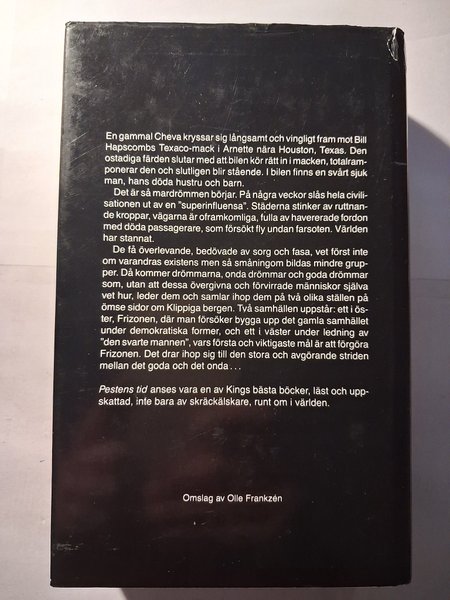 En gammal Cheva kryssar sig långsamt och vingligt fram mot Bill
Hapscombs Texaco-mack i Arnette nära Houston, Texas. Den
ostadiga färden slutar med att bilen kör rätt in i macken, totalram-
ponerar den och slutligen blir stående. I bilen finns en svårt sjuk
man, hans döda hustru och barn.
Det är så mardrömmen börjar. På några veckor slås hela civili-
sationen ut av en "superinfluensa". Städerna stinker av ruttnan-
de kroppar, vägarna är oframkomliga, fulla av havererade fordon
med döda passagerare, som försökt fly undan farsoten. Världen
har stannat.
De få överlevande, bedövade av sorg och fasa, vet först inte
om varandras existens men så småningom bildas mindre grup-
per. Då kommer drömmarna, onda drömmar och goda drömmar
som, utan att dessa övergivna och förvirrade människor själva
vet hur, leder dem och samlar ihop dem på två olika ställen på
ömse sidor om Klippiga bergen. Två samhällen uppstår: ett i ös-
ter, Frizonen, där man försöker bygga upp det gamla samhället
under demokratiska former, och ett i väster under ledning av
"den svarte mannen", vars första och viktigaste mål är att förgöra
Frizonen. Det drar ihop sig till den stora och avgörande striden
mellan det goda och det onda . . .
Pestens tid anses vara en av Kings bästa böcker, läst och upp-
skattad, inte bara av skräckälskare, runt om i världen.
Omslag av Olle Frankzén